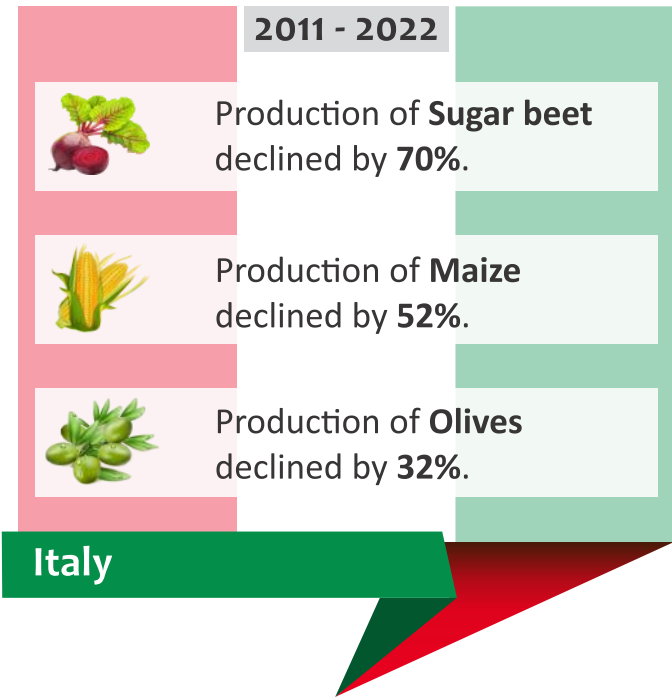 2011 - 2022
Production of Sugar beet
declined by 70%.
Production of Maize
declined by 52%.
Production of Olives
declined by 32%.
Italy